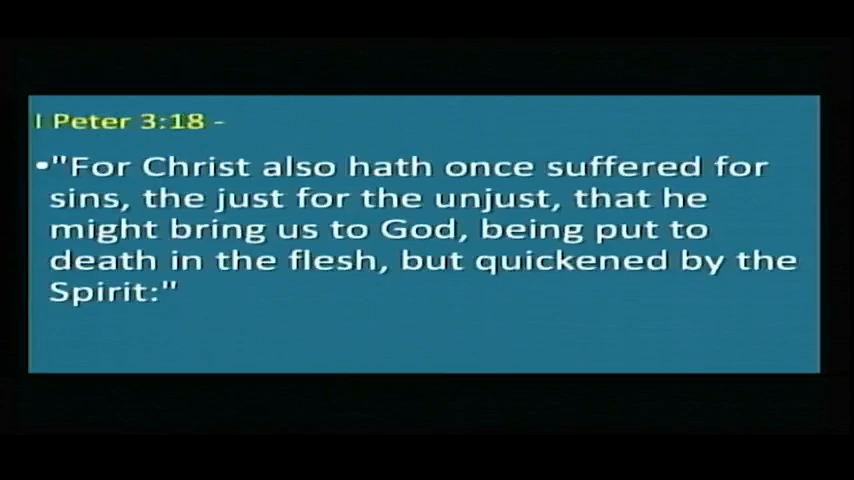 I Peter 3:18 -
•"For Christ also hath once suffered for
sins, the just for the unjust, that he
might bring us to God, being put to
death in the flesh, but quickened by the
Spirit:"